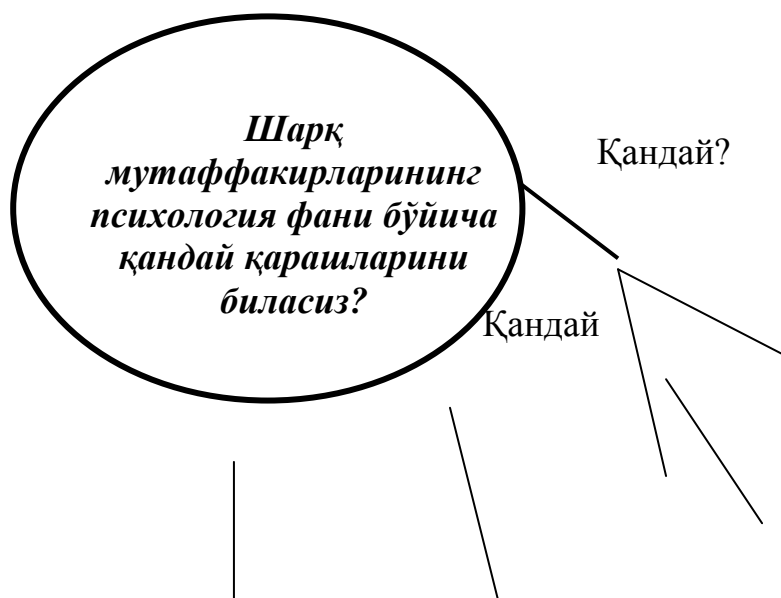 Шарқ
мутаффакирларининг
психология фани бўйича
қандай қарашларини
биласиз?
Қандай?
Қандай